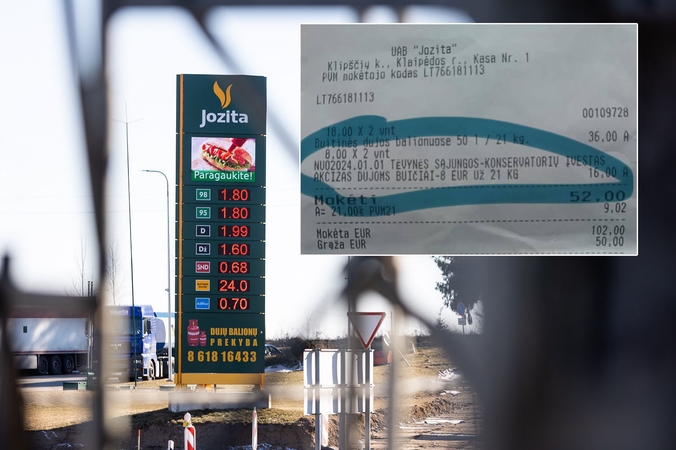 Jozita
Paragaukite!
98 1.80
95 1.80
D 1.99
Dž 1.60
SND 0.68
24.0
AdBlue 0.70
DUJŲ BALIONŲ
PREKYBA
8 618 16433
UAB "Jozita"
Klipščių k., Klaipėdos r., Kasa Nr. 1
PVM mokėtojo kodas LT766181113
LT766181113
00109728
18,00 X 2 vnt
Buitinės dujos balionuose 50 l / 21 kg. 36,00 A
8,00 X 2 vnt
NUO2024.01.01 TĖVYNĖS SĄJUNGOS-KONSERVATORIŲ ĮVESTAS
AKCIZAS DUJOMS BUIČIAI-8 EUR UŽ 21 KG 16,00 A
Mokėti 52,00
A= 21,00% PVM21 9,02
Mokėta EUR 102,00
Grąža EUR 50,00